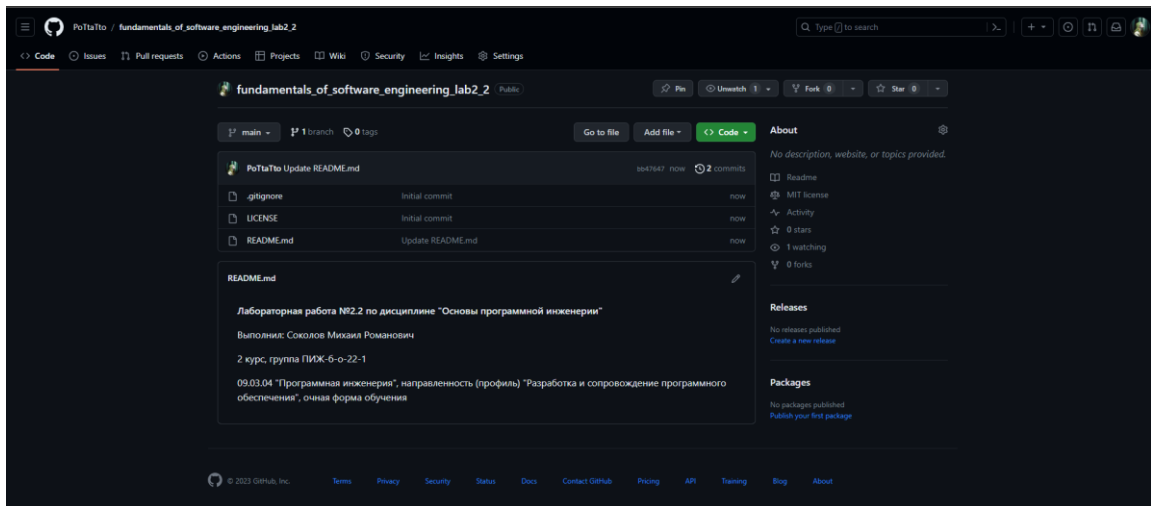 PoTtaTto / fundamentals_of_software_engineering_lab2_2
Type / to search
Code Issues Pull requests Actions Projects Wiki Security Insights Settings
fundamentals_of_software_engineering_lab2_2 Public
Pin Unwatch 1 Fork 0 Star 0
main 1 branch 0 tags Go to file Add file Code
PoTtaTto Update README.md now 2 commits
.gitignore Initial commit now
LICENSE Initial commit now
README.md Update README.md now
README.md
Лабораторная работа №2.2 по дисциплине "Основы программной инженерии"
Выполнил: Соколов Михаил Романович
2 курс, группа ПИЖ-б-о-22-1
09.03.04 "Программная инженерия", направленность (профиль) "Разработка и сопровождение программного
обеспечения", очная форма обучения
About
No description, website, or topics provided.
Readme
MIT license
Activity
0 stars
1 watching
0 forks
Releases
No releases published
Create a new release
Packages
No packages published
Publish your first package
© 2023 GitHub, Inc. Terms Privacy Security Status Docs Contact GitHub Pricing API Training Blog About